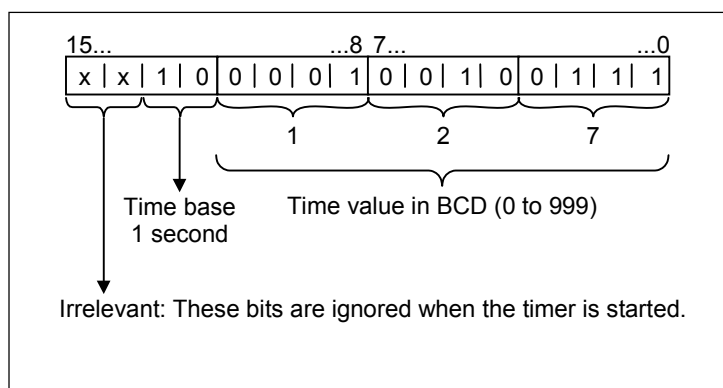 15... ...8 7... ...0
x | x | 1 | 0 | 0 | 0 | 0 | 1 | 0 | 0 | 1 | 0 | 0 | 1 | 1 | 1
1 2 7
Time base Time value in BCD (0 to 999)
1 second
Irrelevant: These bits are ignored when the timer is started.